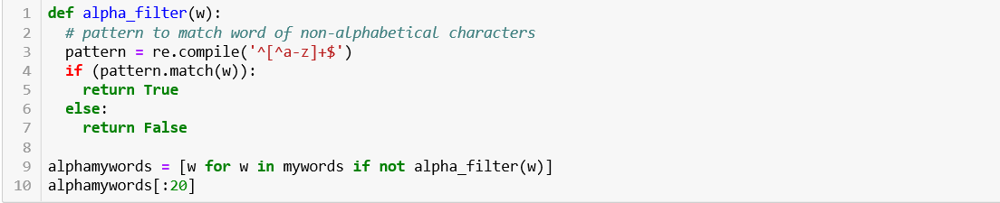 1 def alpha_filter(w):
2   # pattern to match word of non-alphabetical characters
3   pattern = re.compile('^[^a-z]+$')
4   if (pattern.match(w)):
5     return True
6   else:
7     return False
8
9 alphamywords = [w for w in mywords if not alpha_filter(w)]
10 alphamywords[:20]